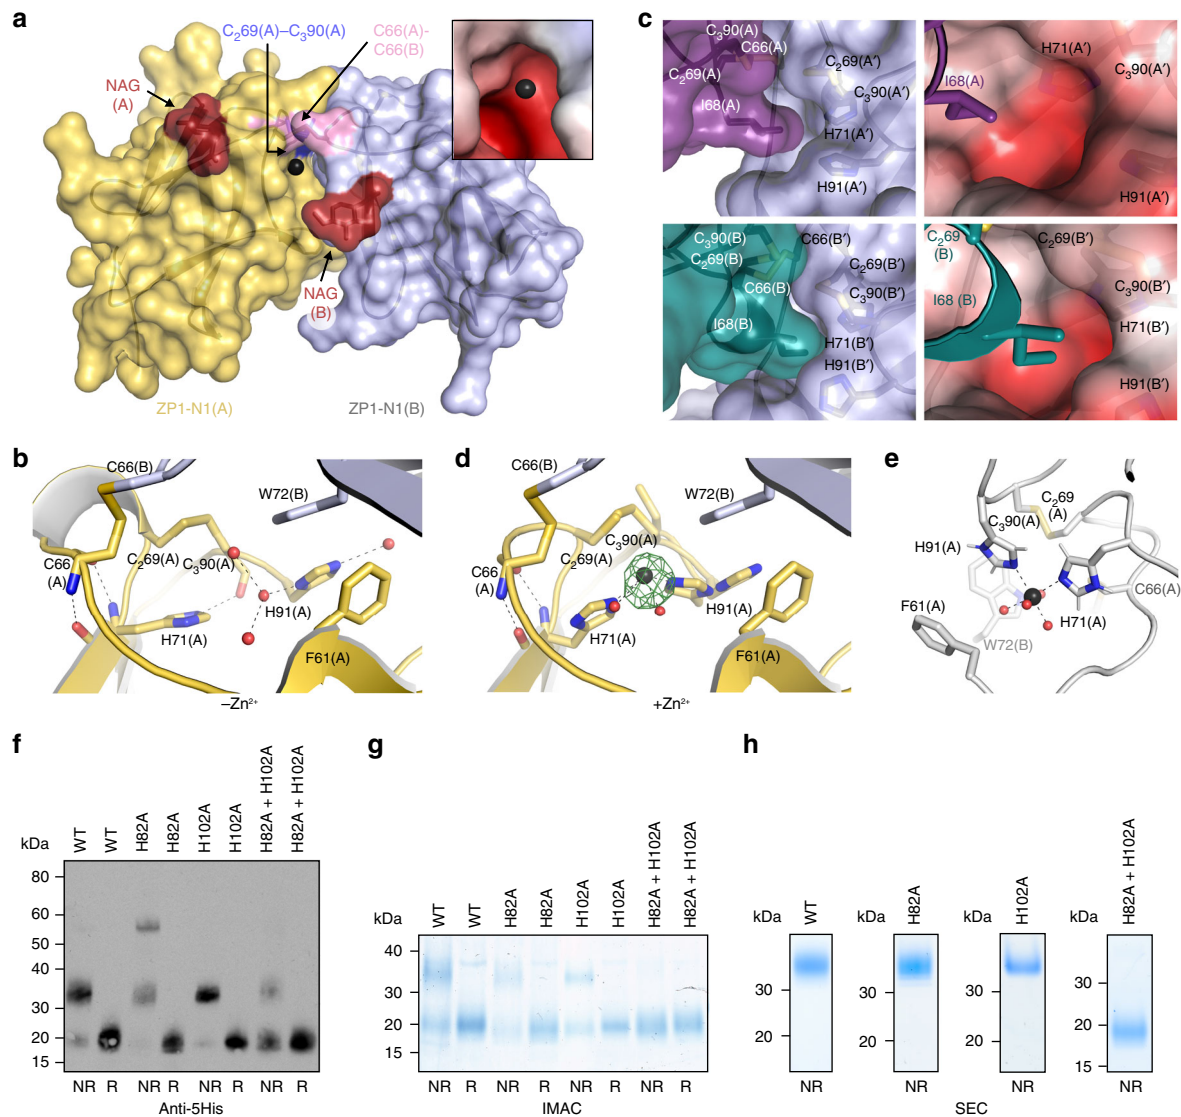 a
C₂69(A)–C₃90(A)
C66(A)-
C66(B)
NAG
(A)
NAG
(B)
ZP1-N1(A)
ZP1-N1(B)
c
C₃90(A)
C66(A)
C₂69(A)
I68(A)
C₂69(A′)
C₃90(A′)
H71(A′)
H91(A′)
H71(A′)
C₃90(A′)
I68(A)
H91(A′)
C₃90(B)
C₂69(B)
C66(B′)
C₂69(B′)
C66(B)
C₃90(B′)
I68(B)
H71(B′)
H91(B′)
C₂69
(B)
C₂69(B′)
C₃90(B′)
I68 (B)
H71(B′)
H91(B′)
b
C66(B)
W72(B)
C66
(A)
C₂69(A)
C₃90(A)
H91(A)
H71(A)
F61(A)
–Zn²⁺
d
C66(B)
W72(B)
C₃90(A)
C₂69(A)
C66
(A)
H91(A)
H71(A)
F61(A)
+Zn²⁺
e
C₂69
(A)
C₃90(A)
H91(A)
C66(A)
F61(A)
H71(A)
W72(B)
f
kDa
WT
WT
H82A
H82A
H102A
H102A
H82A + H102A
H82A + H102A
80
60
50
40
30
20
15
NR R NR R NR R NR R
Anti-5His
g
kDa
WT
WT
H82A
H82A
H102A
H102A
H82A + H102A
H82A + H102A
40
30
20
15
NR R NR R NR R NR R
IMAC
h
kDa
WT
30
20
NR
kDa
H82A
30
20
NR
kDa
H102A
30
20
NR
kDa
H82A + H102A
30
20
NR
SEC